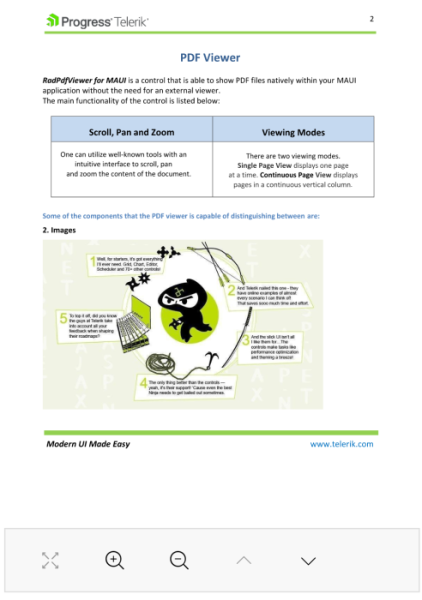 Progress Telerik
2
PDF Viewer
RadPdfViewer for MAUI is a control that is able to show PDF files natively within your MAUI
application without the need for an external viewer.
The main functionality of the control is listed below:
Scroll, Pan and Zoom
One can utilize well-known tools with an
intuitive interface to scroll, pan
and zoom the content of the document.
Viewing Modes
There are two viewing modes.
Single Page View displays one page
at a time. Continuous Page View displays
pages in a continuous vertical column.
Some of the components that the PDF viewer is capable of distinguishing between are:
2. Images
1 Well, for starters, it's got everything
I'll ever need: Grid, Chart, Editor,
Scheduler and 70+ other controls!
2 And Telerik nailed this one - they
have online examples of almost
every scenario I can think of!
That saves sooo much time and effort.
3 And the slick UI isn't all
I like them for... The
controls make tasks like
performance optimization
and theming a breeze!
4 The only thing better than the controls —
yeah, it's their support! 'Cause even the best
Ninja needs to get bailed out sometimes.
5 To top it off, did you know
the guys at Telerik take
into account all your
feedback when shaping
their roadmaps?
Modern UI Made Easy
www.telerik.com